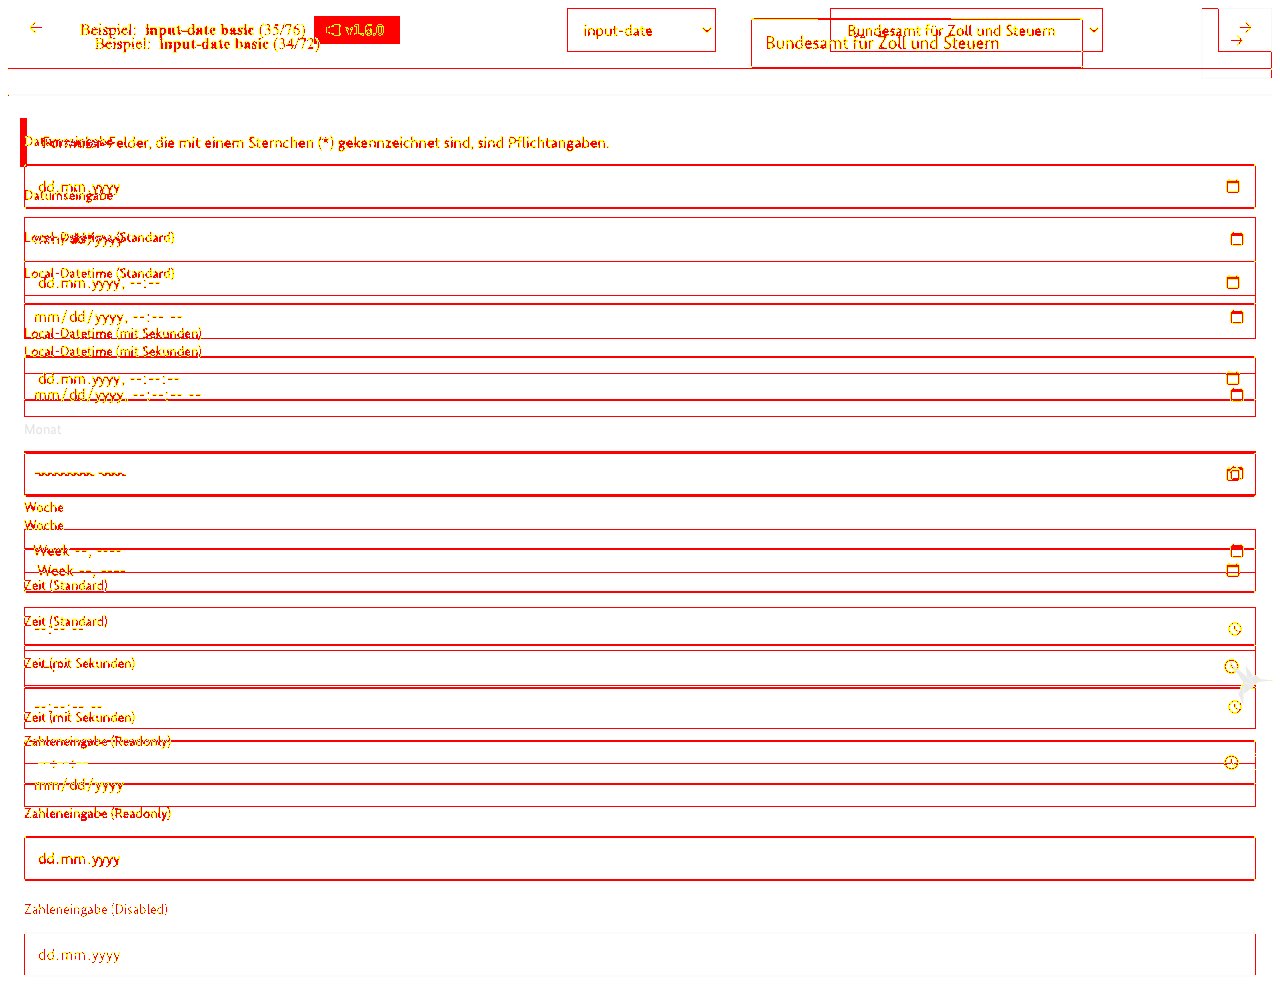 Beispiel: input-date basic (35/76) v1.6.0 input-date Bundesamt für Zoll und Steuern
Beispiel: input-date basic (34/72) Bundesamt für Zoll und Steuern
Datumseingabe
Felder, die mit einem Sternchen (*) gekennzeichnet sind, sind Pflichtangaben.
dd.mm.yyyy
Datumseingabe
Local-Datetime (Standard)
mm/dd/yyyy
Local-Datetime (Standard)
dd.mm.yyyy, --:--
mm/dd/yyyy, --:-- --
Local-Datetime (mit Sekunden)
Local-Datetime (mit Sekunden)
dd.mm.yyyy, --:--:--
mm/dd/yyyy, --:--:-- --
Monat
--------- ----
Woche
Woche
Week --, ----
Week --, ----
Zeit (Standard)
Zeit (Standard)
--:-- --
Zeit (mit Sekunden)
--:--:-- --
Zeit (mit Sekunden)
Zahleneingabe (Readonly)
--:--:--
mm/dd/yyyy
Zahleneingabe (Readonly)
dd.mm.yyyy
Zahleneingabe (Disabled)
dd.mm.yyyy